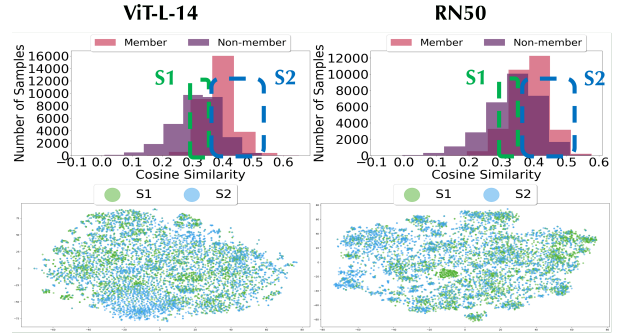 ViT-L-14
RN50
Member Non-member
Member Non-member
Number of Samples
16000
14000
12000
10000
8000
6000
4000
2000
0
S1
S2
−0.1 0.0 0.1 0.2 0.3 0.4 0.5 0.6
Cosine Similarity
Number of Samples
12000
10000
8000
6000
4000
2000
0
S1
S2
−0.1 0.0 0.1 0.2 0.3 0.4 0.5 0.6
Cosine Similarity
S1 S2
S1 S2